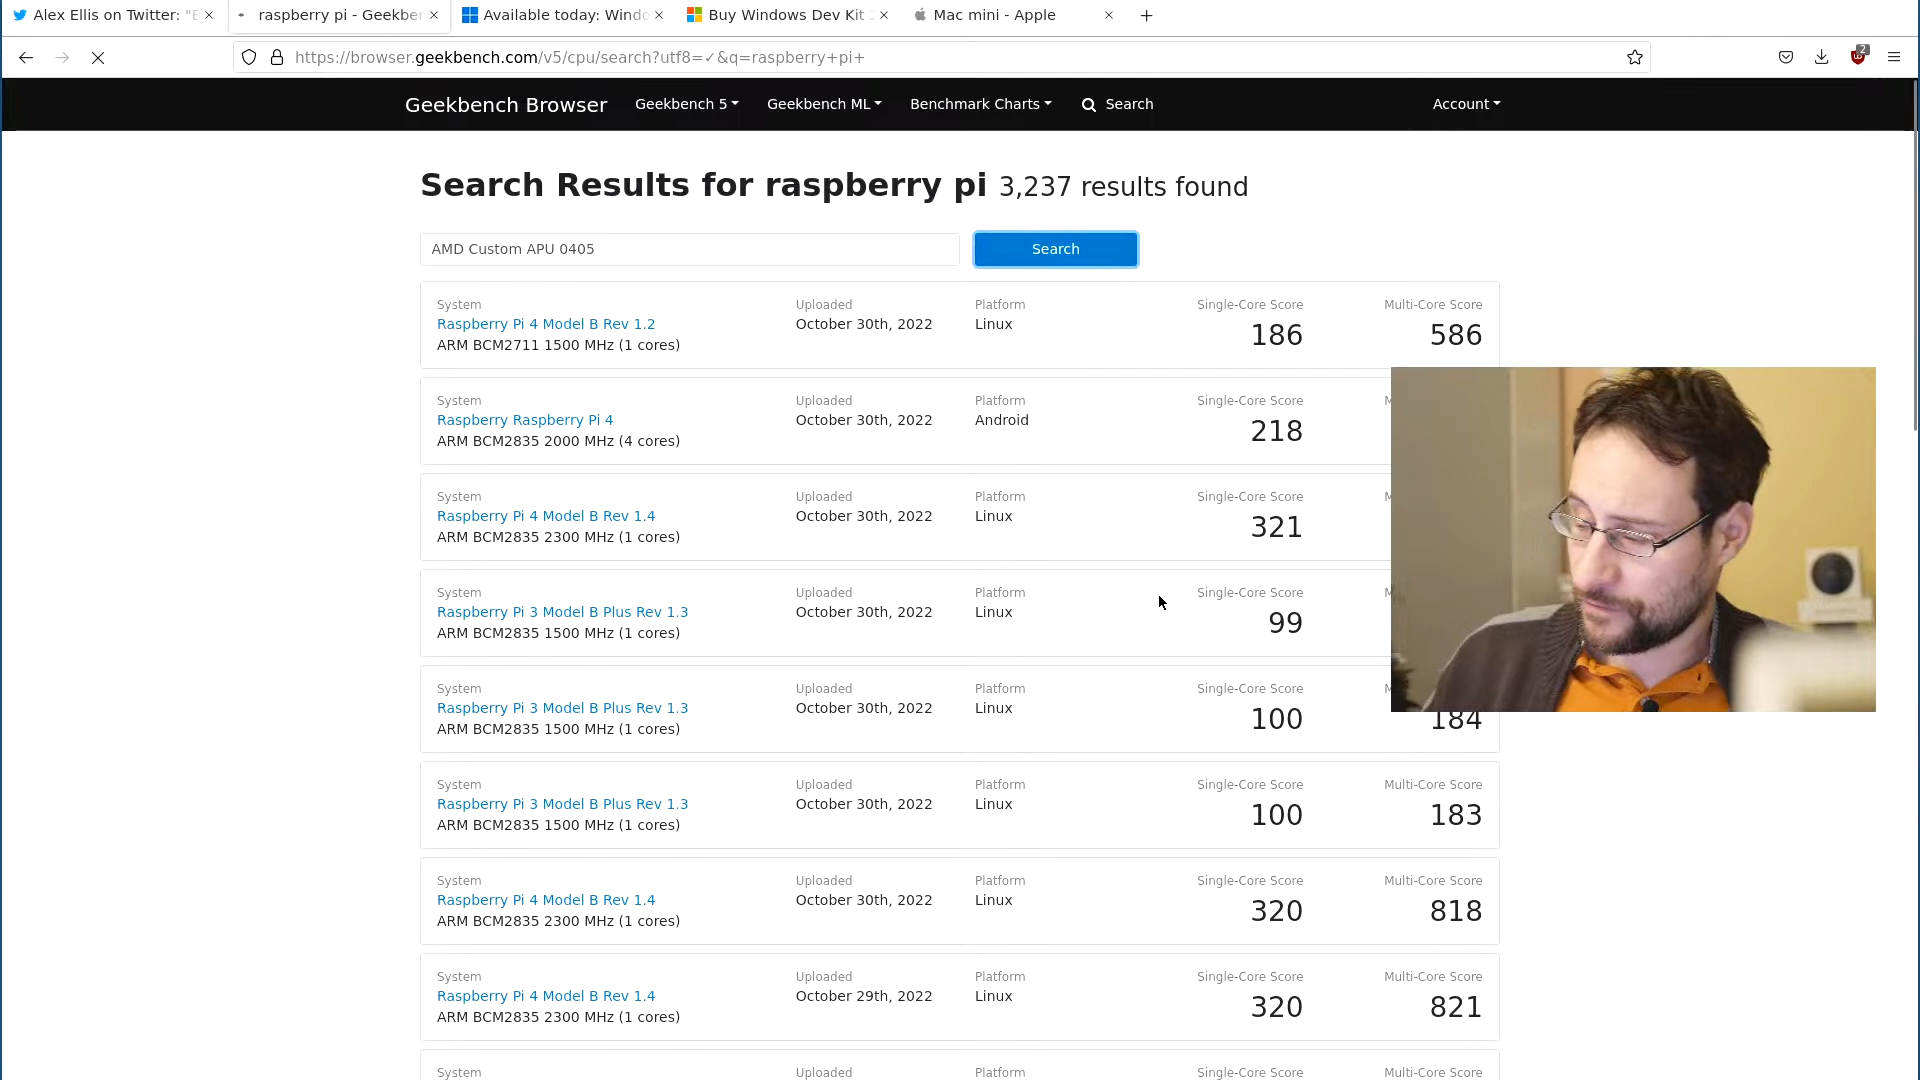 Alex Ellis on Twitter: "B
raspberry pi - Geekben
Available today: Windo
Buy Windows Dev Kit 2
Mac mini - Apple
https://browser.geekbench.com/v5/cpu/search?utf8=✓&q=raspberry+pi+
2
Geekbench Browser Geekbench 5 Geekbench ML Benchmark Charts Search Account
Search Results for raspberry pi 3,237 results found
AMD Custom APU 0405 Search
System Uploaded Platform Single-Core Score Multi-Core Score
Raspberry Pi 4 Model B Rev 1.2 October 30th, 2022 Linux 186 586
ARM BCM2711 1500 MHz (1 cores)
System Uploaded Platform Single-Core Score M
Raspberry Raspberry Pi 4 October 30th, 2022 Android 218
ARM BCM2835 2000 MHz (4 cores)
System Uploaded Platform Single-Core Score M
Raspberry Pi 4 Model B Rev 1.4 October 30th, 2022 Linux 321
ARM BCM2835 2300 MHz (1 cores)
System Uploaded Platform Single-Core Score M
Raspberry Pi 3 Model B Plus Rev 1.3 October 30th, 2022 Linux 99
ARM BCM2835 1500 MHz (1 cores)
System Uploaded Platform Single-Core Score M
Raspberry Pi 3 Model B Plus Rev 1.3 October 30th, 2022 Linux 100 184
ARM BCM2835 1500 MHz (1 cores)
System Uploaded Platform Single-Core Score Multi-Core Score
Raspberry Pi 3 Model B Plus Rev 1.3 October 30th, 2022 Linux 100 183
ARM BCM2835 1500 MHz (1 cores)
System Uploaded Platform Single-Core Score Multi-Core Score
Raspberry Pi 4 Model B Rev 1.4 October 30th, 2022 Linux 320 818
ARM BCM2835 2300 MHz (1 cores)
System Uploaded Platform Single-Core Score Multi-Core Score
Raspberry Pi 4 Model B Rev 1.4 October 29th, 2022 Linux 320 821
ARM BCM2835 2300 MHz (1 cores)
System Uploaded Platform Single-Core Score Multi-Core Score